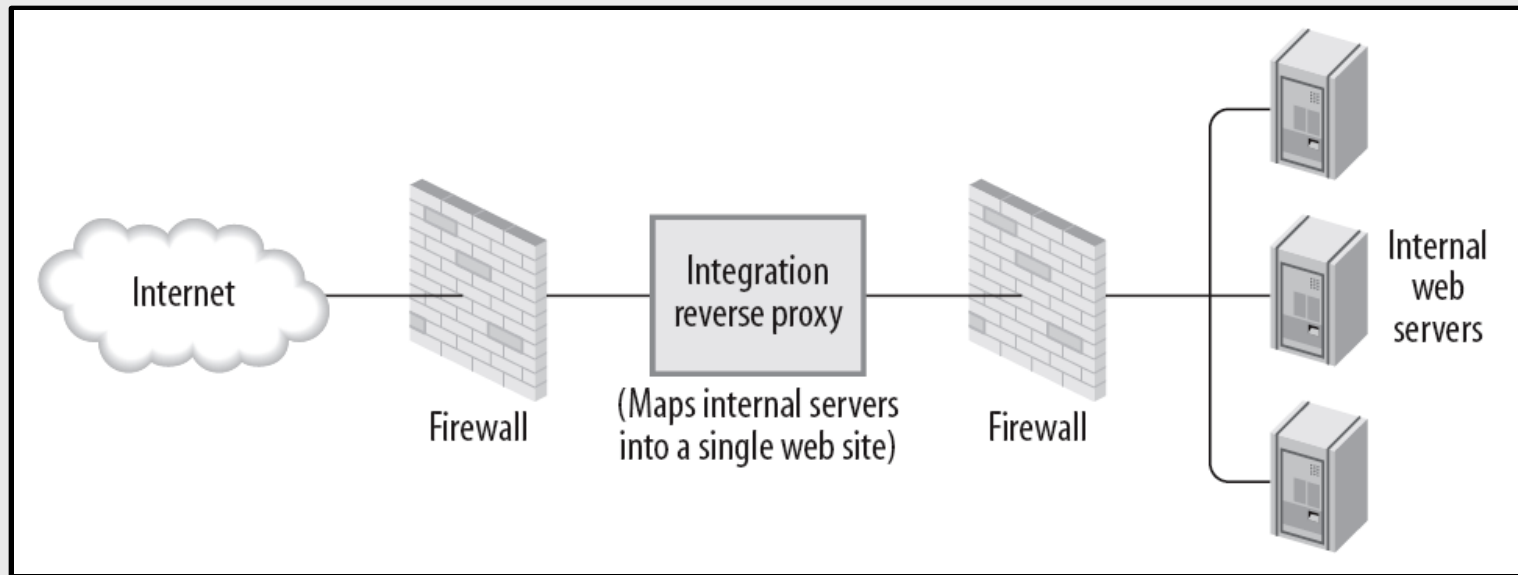 Internet
Firewall
Integration
reverse proxy
(Maps internal servers
into a single web site)
Firewall
Internal
web
servers